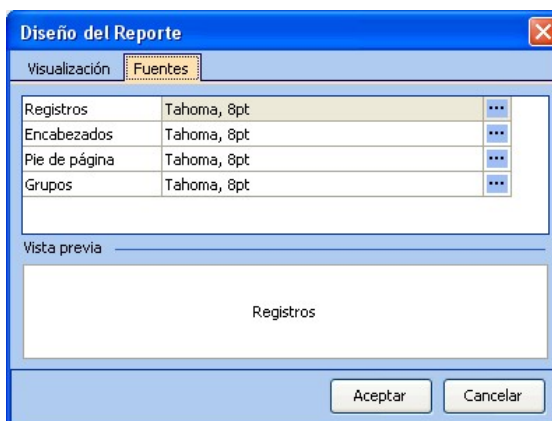 Diseño del Reporte
Visualización Fuentes
Registros Tahoma, 8pt ...
Encabezados Tahoma, 8pt ...
Pie de página Tahoma, 8pt ...
Grupos Tahoma, 8pt ...
Vista previa
Registros
Aceptar Cancelar